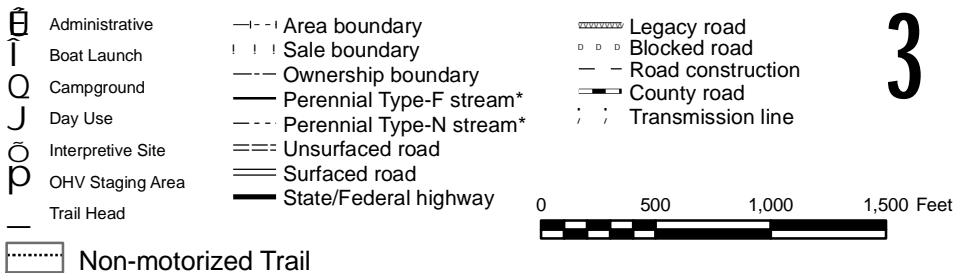 Administrative
Boat Launch
Campground
Day Use
Interpretive Site
OHV Staging Area
Trail Head
Non-motorized Trail
Area boundary
Sale boundary
Ownership boundary
Perennial Type-F stream*
Perennial Type-N stream*
Unsurfaced road
Surfaced road
State/Federal highway
Legacy road
Blocked road
Road construction
County road
Transmission line
3
0 500 1,000 1,500 Feet